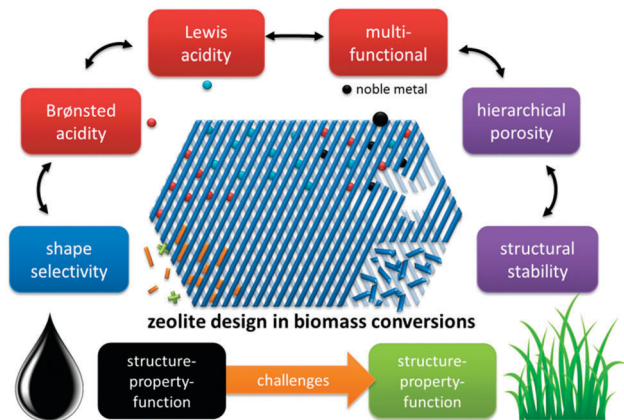 Lewis
acidity
multi-
functional
noble metal
Brønsted
acidity
hierarchical
porosity
shape
selectivity
structural
stability
zeolite design in biomass conversions
structure-
property-
function
challenges
structure-
property-
function